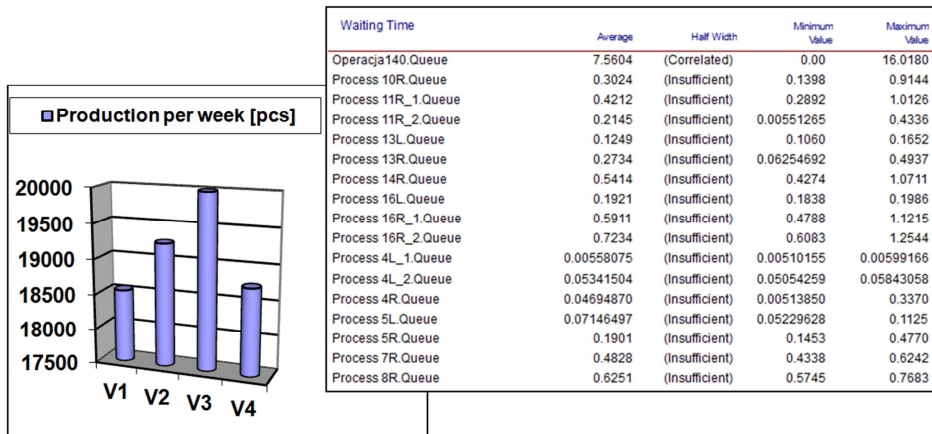 Production per week [pcs]
20000
19500
19000
18500
18000
17500
V1 V2 V3 V4
Waiting Time
Average Half Width Minimum Value Maximum Value
Operacja140.Queue 7.5604 (Correlated) 0.00 16.0180
Process 10R.Queue 0.3024 (Insufficient) 0.1398 0.9144
Process 11R_1.Queue 0.4212 (Insufficient) 0.2892 1.0126
Process 11R_2.Queue 0.2145 (Insufficient) 0.00551265 0.4336
Process 13L.Queue 0.1249 (Insufficient) 0.1060 0.1652
Process 13R.Queue 0.2734 (Insufficient) 0.06254692 0.4937
Process 14R.Queue 0.5414 (Insufficient) 0.4274 1.0711
Process 16L.Queue 0.1921 (Insufficient) 0.1838 0.1986
Process 16R_1.Queue 0.5911 (Insufficient) 0.4788 1.1215
Process 16R_2.Queue 0.7234 (Insufficient) 0.6083 1.2544
Process 4L_1.Queue 0.00558075 (Insufficient) 0.00510155 0.00599166
Process 4L_2.Queue 0.05341504 (Insufficient) 0.05054259 0.05843058
Process 4R.Queue 0.04694870 (Insufficient) 0.00513850 0.3370
Process 5L.Queue 0.07146497 (Insufficient) 0.05229628 0.1125
Process 5R.Queue 0.1901 (Insufficient) 0.1453 0.4770
Process 7R.Queue 0.4828 (Insufficient) 0.4338 0.6242
Process 8R.Queue 0.6251 (Insufficient) 0.5745 0.7683